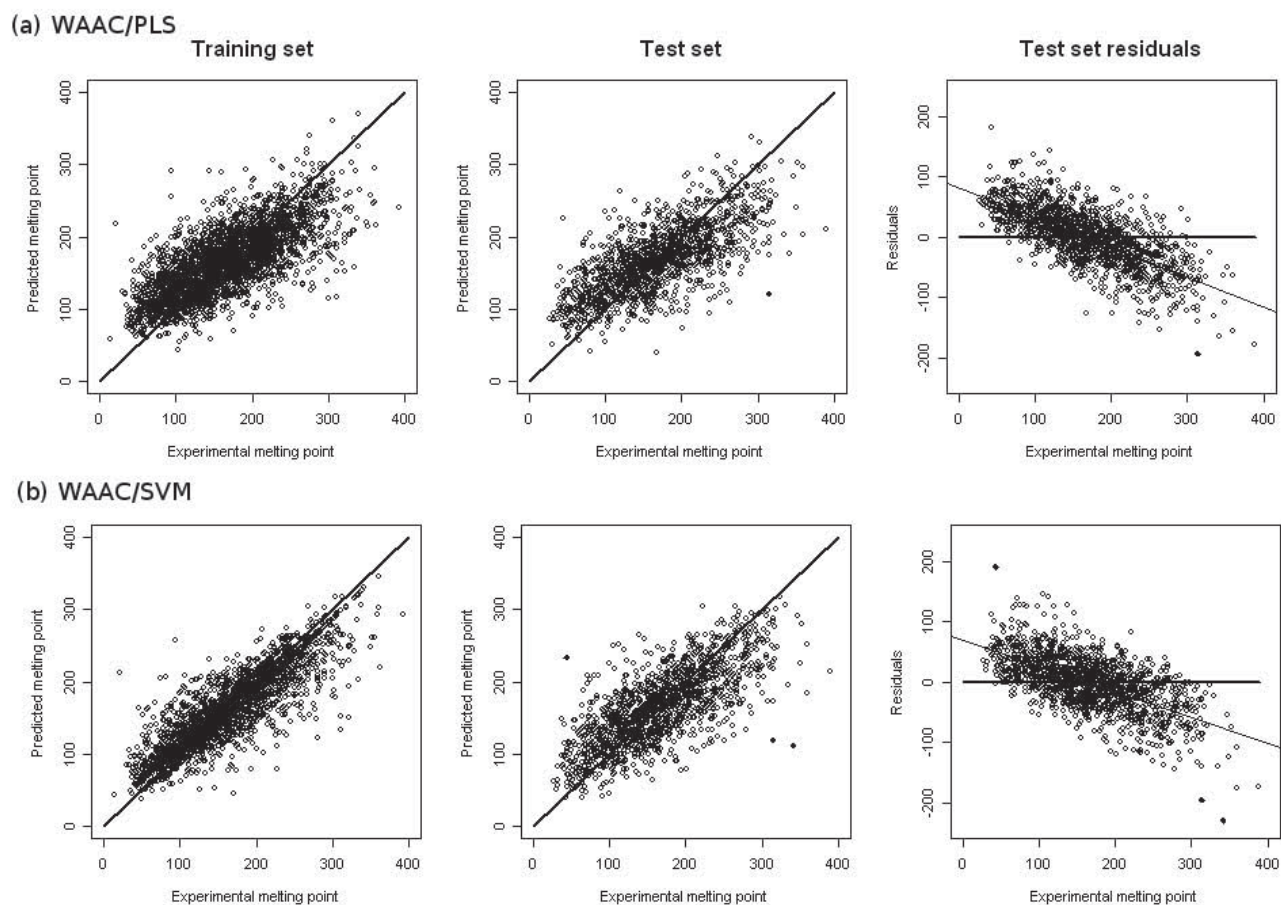 (a) WAAC/PLS
Training set
Test set
Test set residuals
400
300
200
100
0
Predicted melting point
0 100 200 300 400
Experimental melting point
400
300
200
100
0
Predicted melting point
0 100 200 300 400
Experimental melting point
200
100
0
-100
-200
Residuals
0 100 200 300 400
Experimental melting point
(b) WAAC/SVM
400
300
200
100
0
Predicted melting point
0 100 200 300 400
Experimental melting point
400
300
200
100
0
Predicted melting point
0 100 200 300 400
Experimental melting point
200
100
0
-100
-200
Residuals
0 100 200 300 400
Experimental melting point